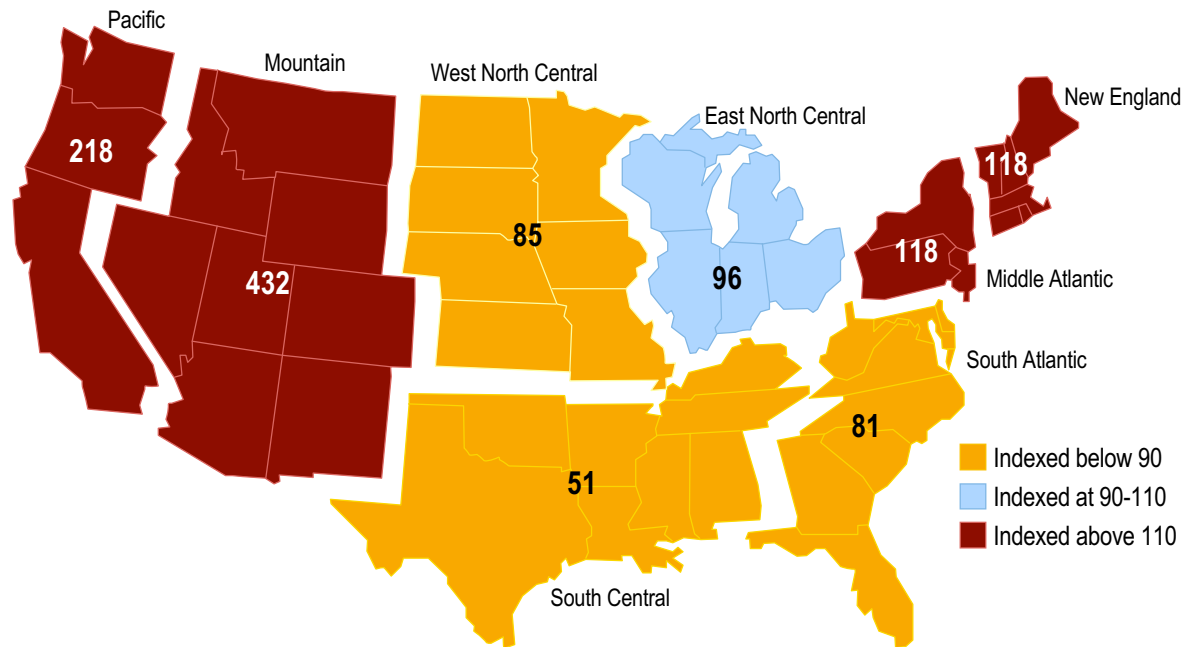 Pacific
Mountain
West North Central
East North Central
New England
218
118
85
118
432
96
Middle Atlantic
South Atlantic
81
51
South Central
Indexed below 90
Indexed at 90-110
Indexed above 110